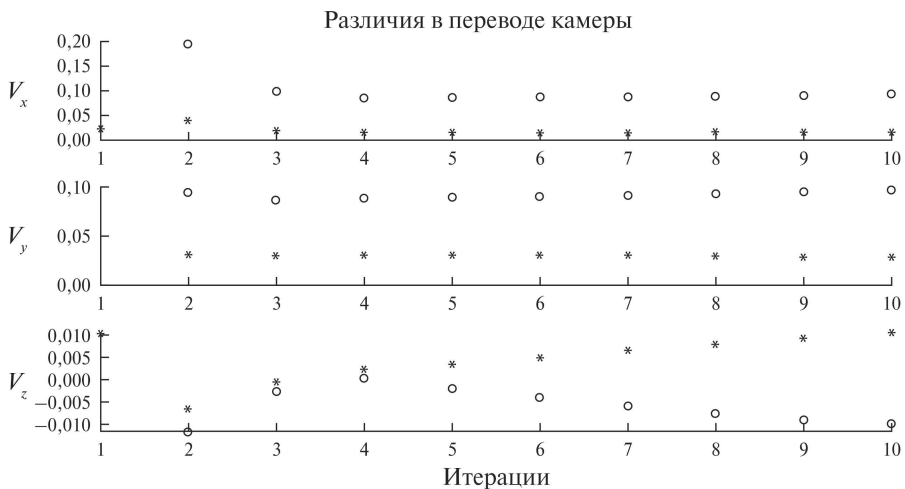 Различия в переводе камеры
0,20
0,15
0,10
0,05
0,00
V_x
1 2 3 4 5 6 7 8 9 10
0,10
0,05
0,00
V_y
1 2 3 4 5 6 7 8 9 10
0,010
0,005
0,000
−0,005
−0,010
V_z
1 2 3 4 5 6 7 8 9 10
Итерации